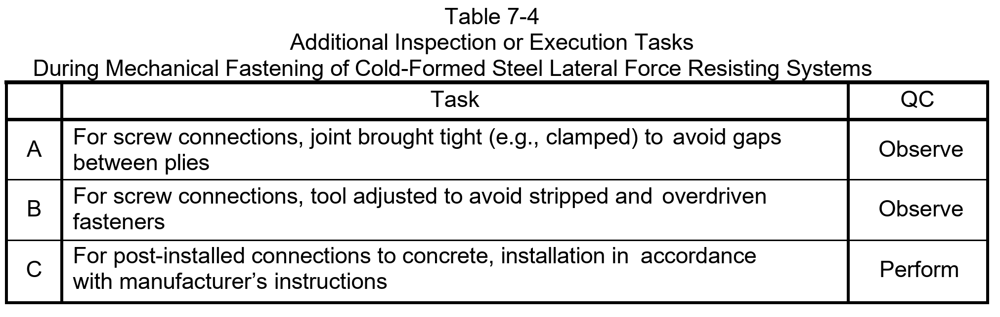 Table 7-4
Additional Inspection or Execution Tasks
During Mechanical Fastening of Cold-Formed Steel Lateral Force Resisting Systems
Task QC
A For screw connections, joint brought tight (e.g., clamped) to avoid gaps
between plies Observe
B For screw connections, tool adjusted to avoid stripped and overdriven
fasteners Observe
C For post-installed connections to concrete, installation in accordance
with manufacturer’s instructions Perform